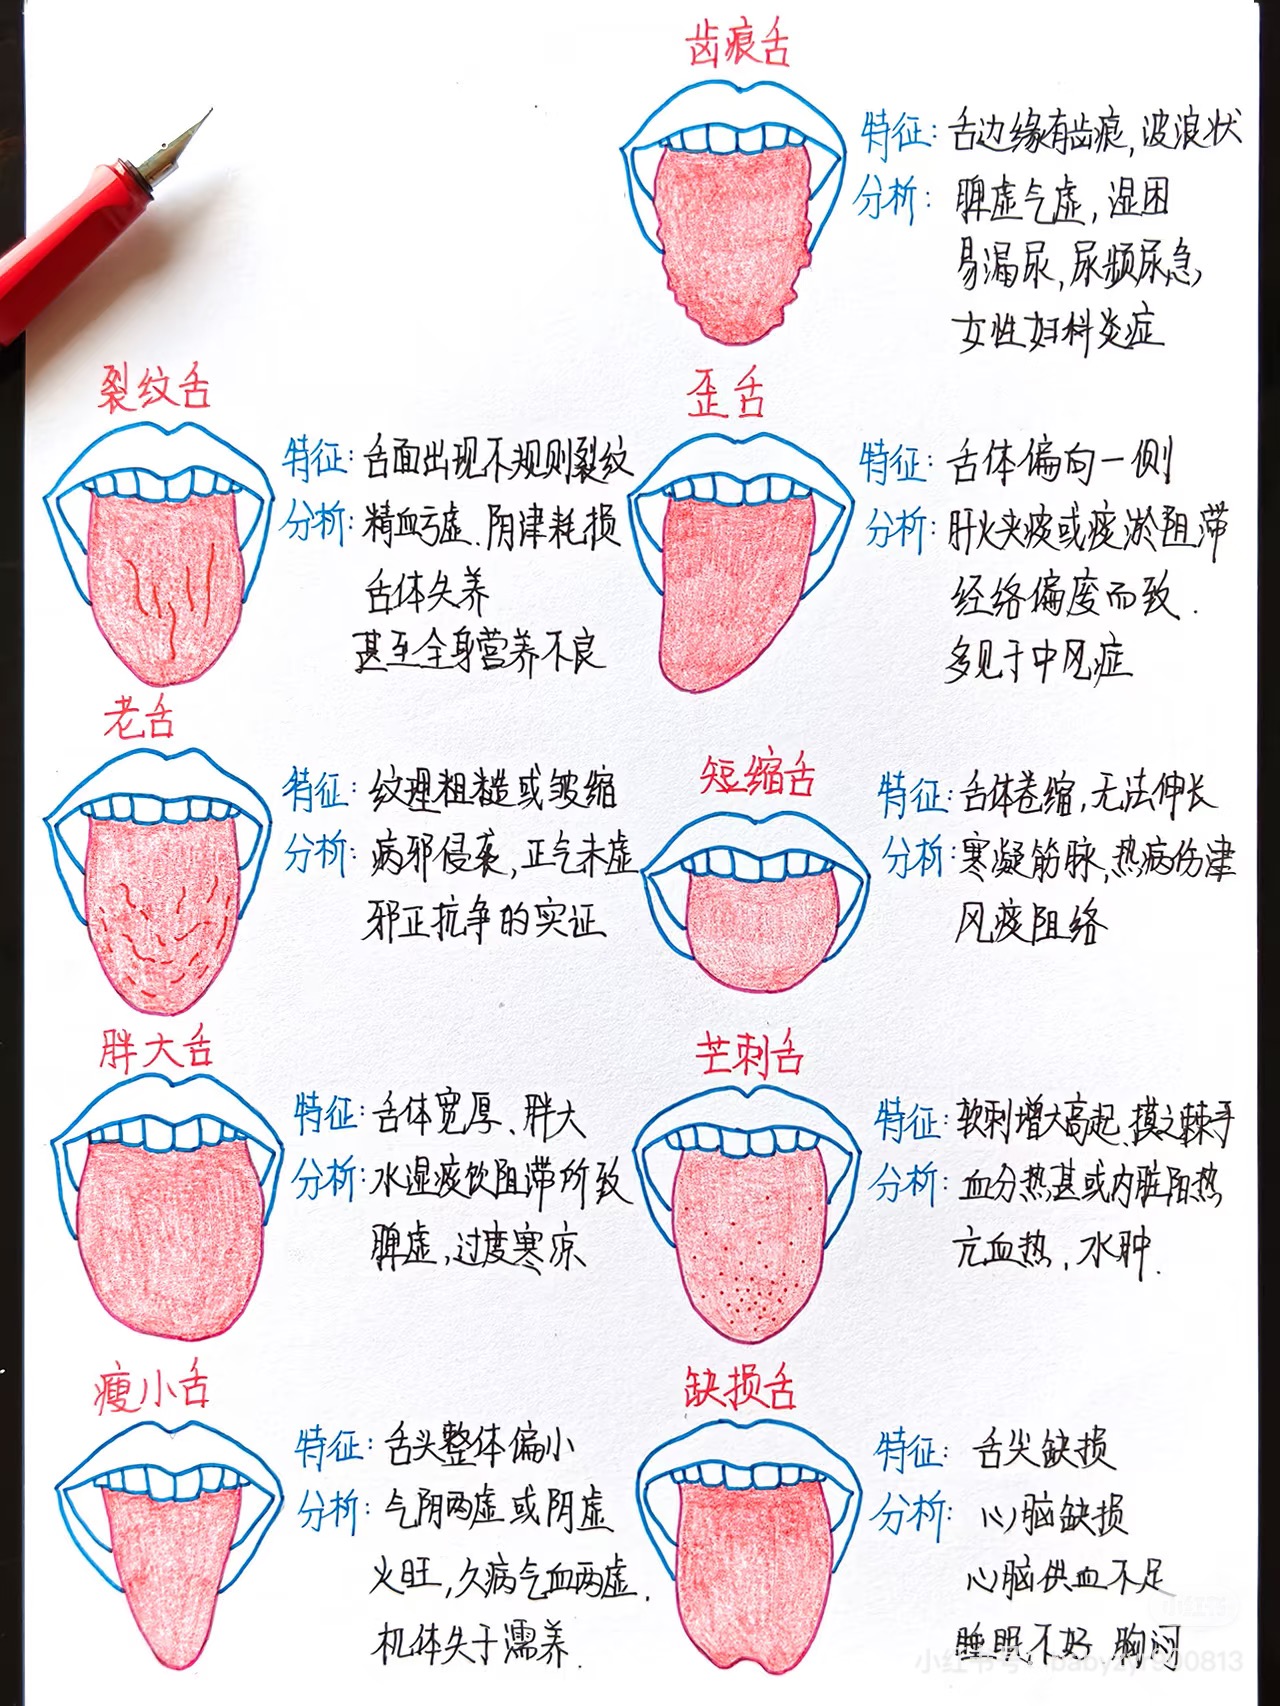 齿痕舌
特征：舌边缘有齿痕，波浪状
分析：脾虚气虚，湿困
易漏尿，尿频尿急，
女性妇科炎症
裂纹舌
特征：舌面出现不规则裂纹
分析：精血亏虚、阴津耗损
舌体失养
甚至全身营养不良
歪舌
特征：舌体偏向一侧
分析：肝火夹痰或痰淤阻滞
经络偏度而致．
多见于中风症
老舌
特征：纹理粗糙或皱缩
分析：病邪侵袭，正气未虚
邪正抗争的实证
短缩舌
特征：舌体卷缩，无法伸长
分析：寒凝筋脉，热病伤津
风痰阻络
胖大舌
特征：舌体宽厚、胖大
分析：水湿痰饮阻滞所致
脾虚，过度寒凉
芒刺舌
特征：软刺增大高起、摸之棘手
分析：血分热甚或内脏阳热
亢血热，水肿．
瘦小舌
特征：舌头整体偏小
分析：气阴两虚或阴虚
火旺，久病气血两虚．
机体失于濡养．
缺损舌
特征：舌尖缺损
分析：心脑缺损
心脑供血不足
睡眠不好 胸闷